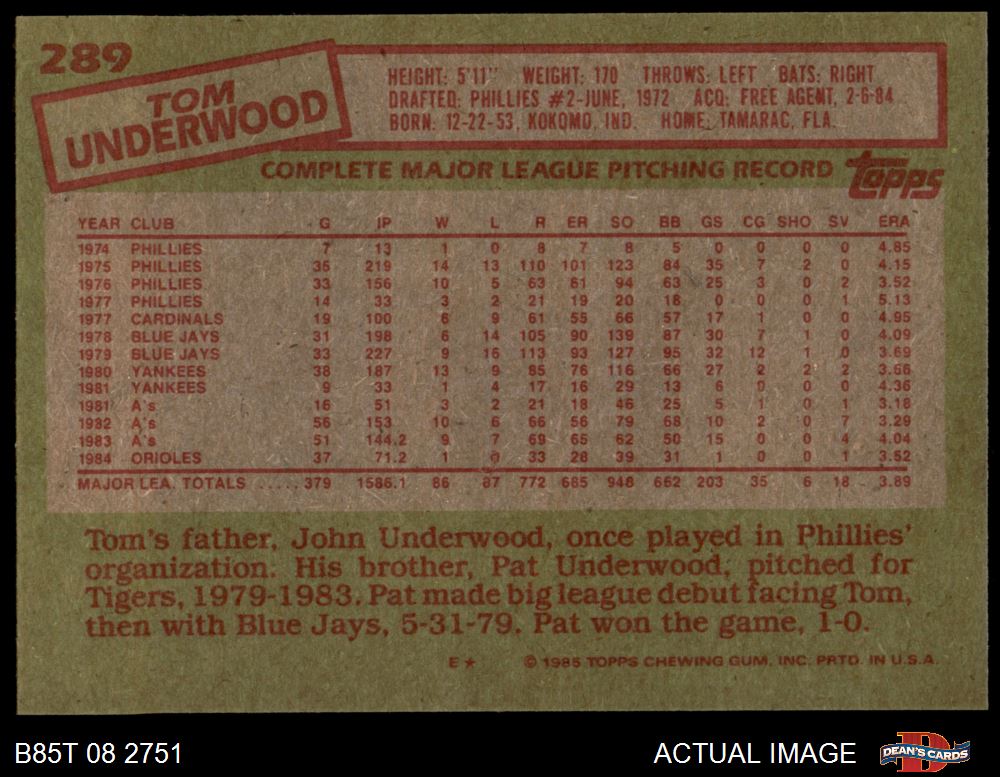 289
TOM
UNDERWOOD
HEIGHT: 5'11" WEIGHT: 170 THROWS: LEFT BATS: RIGHT
DRAFTED: PHILLIES #2-JUNE, 1972 ACQ: FREE AGENT, 2-6-84
BORN: 12-22-53, KOKOMO, IND. HOME: TAMARAC, FLA.
COMPLETE MAJOR LEAGUE PITCHING RECORD topps
YEAR CLUB G IP W L R ER SO BB GS CG SHO SV ERA
1974 PHILLIES 7 13 1 0 8 7 8 5 0 0 0 0 4.85
1975 PHILLIES 35 219 14 13 110 101 123 84 35 7 2 0 4.15
1976 PHILLIES 33 156 10 5 63 61 94 63 25 3 0 2 3.52
1977 PHILLIES 14 33 3 2 21 19 20 18 0 0 0 1 5.13
1977 CARDINALS 19 100 6 9 61 55 66 57 17 1 0 0 4.95
1978 BLUE JAYS 31 198 6 14 105 90 139 87 30 7 1 0 4.09
1979 BLUE JAYS 33 227 9 16 113 93 127 95 32 12 1 0 3.69
1980 YANKEES 38 187 13 9 85 76 116 66 27 2 2 2 3.66
1981 YANKEES 9 33 1 4 17 16 29 13 6 0 0 0 4.36
1981 A's 16 51 3 2 21 18 46 25 5 1 0 1 3.18
1982 A's 56 153 10 6 66 56 79 68 10 2 0 7 3.29
1983 A's 51 144.2 9 7 69 65 62 50 15 0 0 4 4.04
1984 ORIOLES 37 71.2 1 0 33 28 39 31 1 0 0 1 3.52
MAJOR LEA. TOTALS ..... 379 1586.1 86 87 772 685 948 662 203 35 6 18 3.89
Tom's father, John Underwood, once played in Phillies'
organization. His brother, Pat Underwood, pitched for
Tigers, 1979-1983. Pat made big league debut facing Tom,
then with Blue Jays, 5-31-79. Pat won the game, 1-0.
E★ © 1985 TOPPS CHEWING GUM, INC. PRTD. IN U.S.A.
B85T 08 2751 ACTUAL IMAGE D DEAN'S CARDS